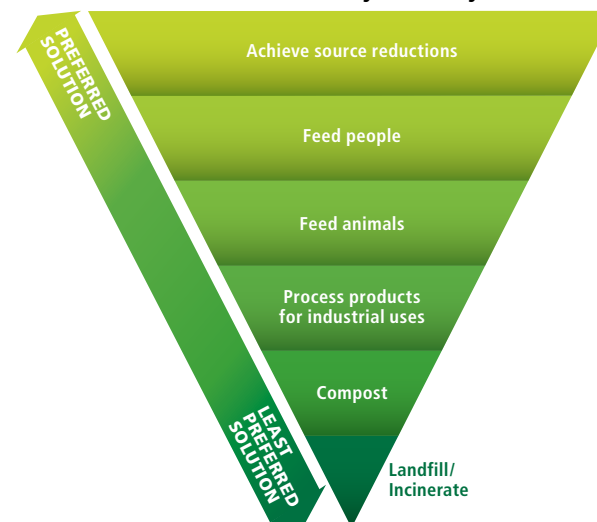 PREFERRED
SOLUTION
Achieve source reductions
Feed people
Feed animals
Process products
for industrial uses
Compost
LEAST
PREFERRED
SOLUTION
Landfill/
Incinerate